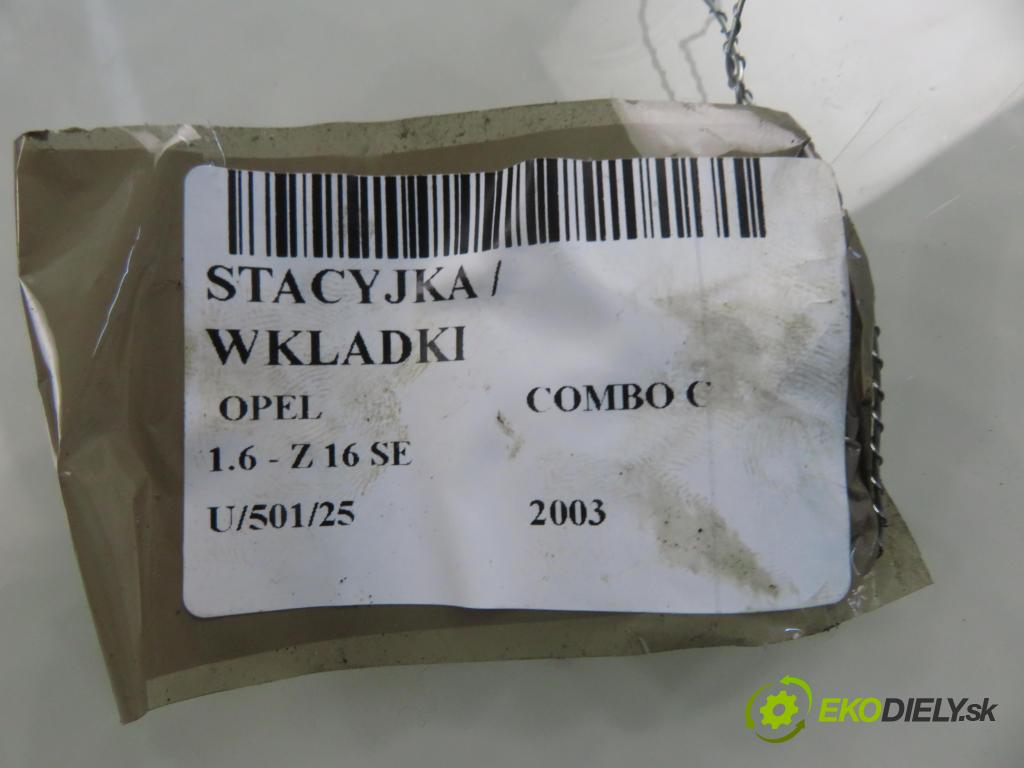 STACYJKA /
WKLADKI
OPEL COMBO C
1.6 - Z 16 SE
U/501/25 2003
EKODIELY.sk